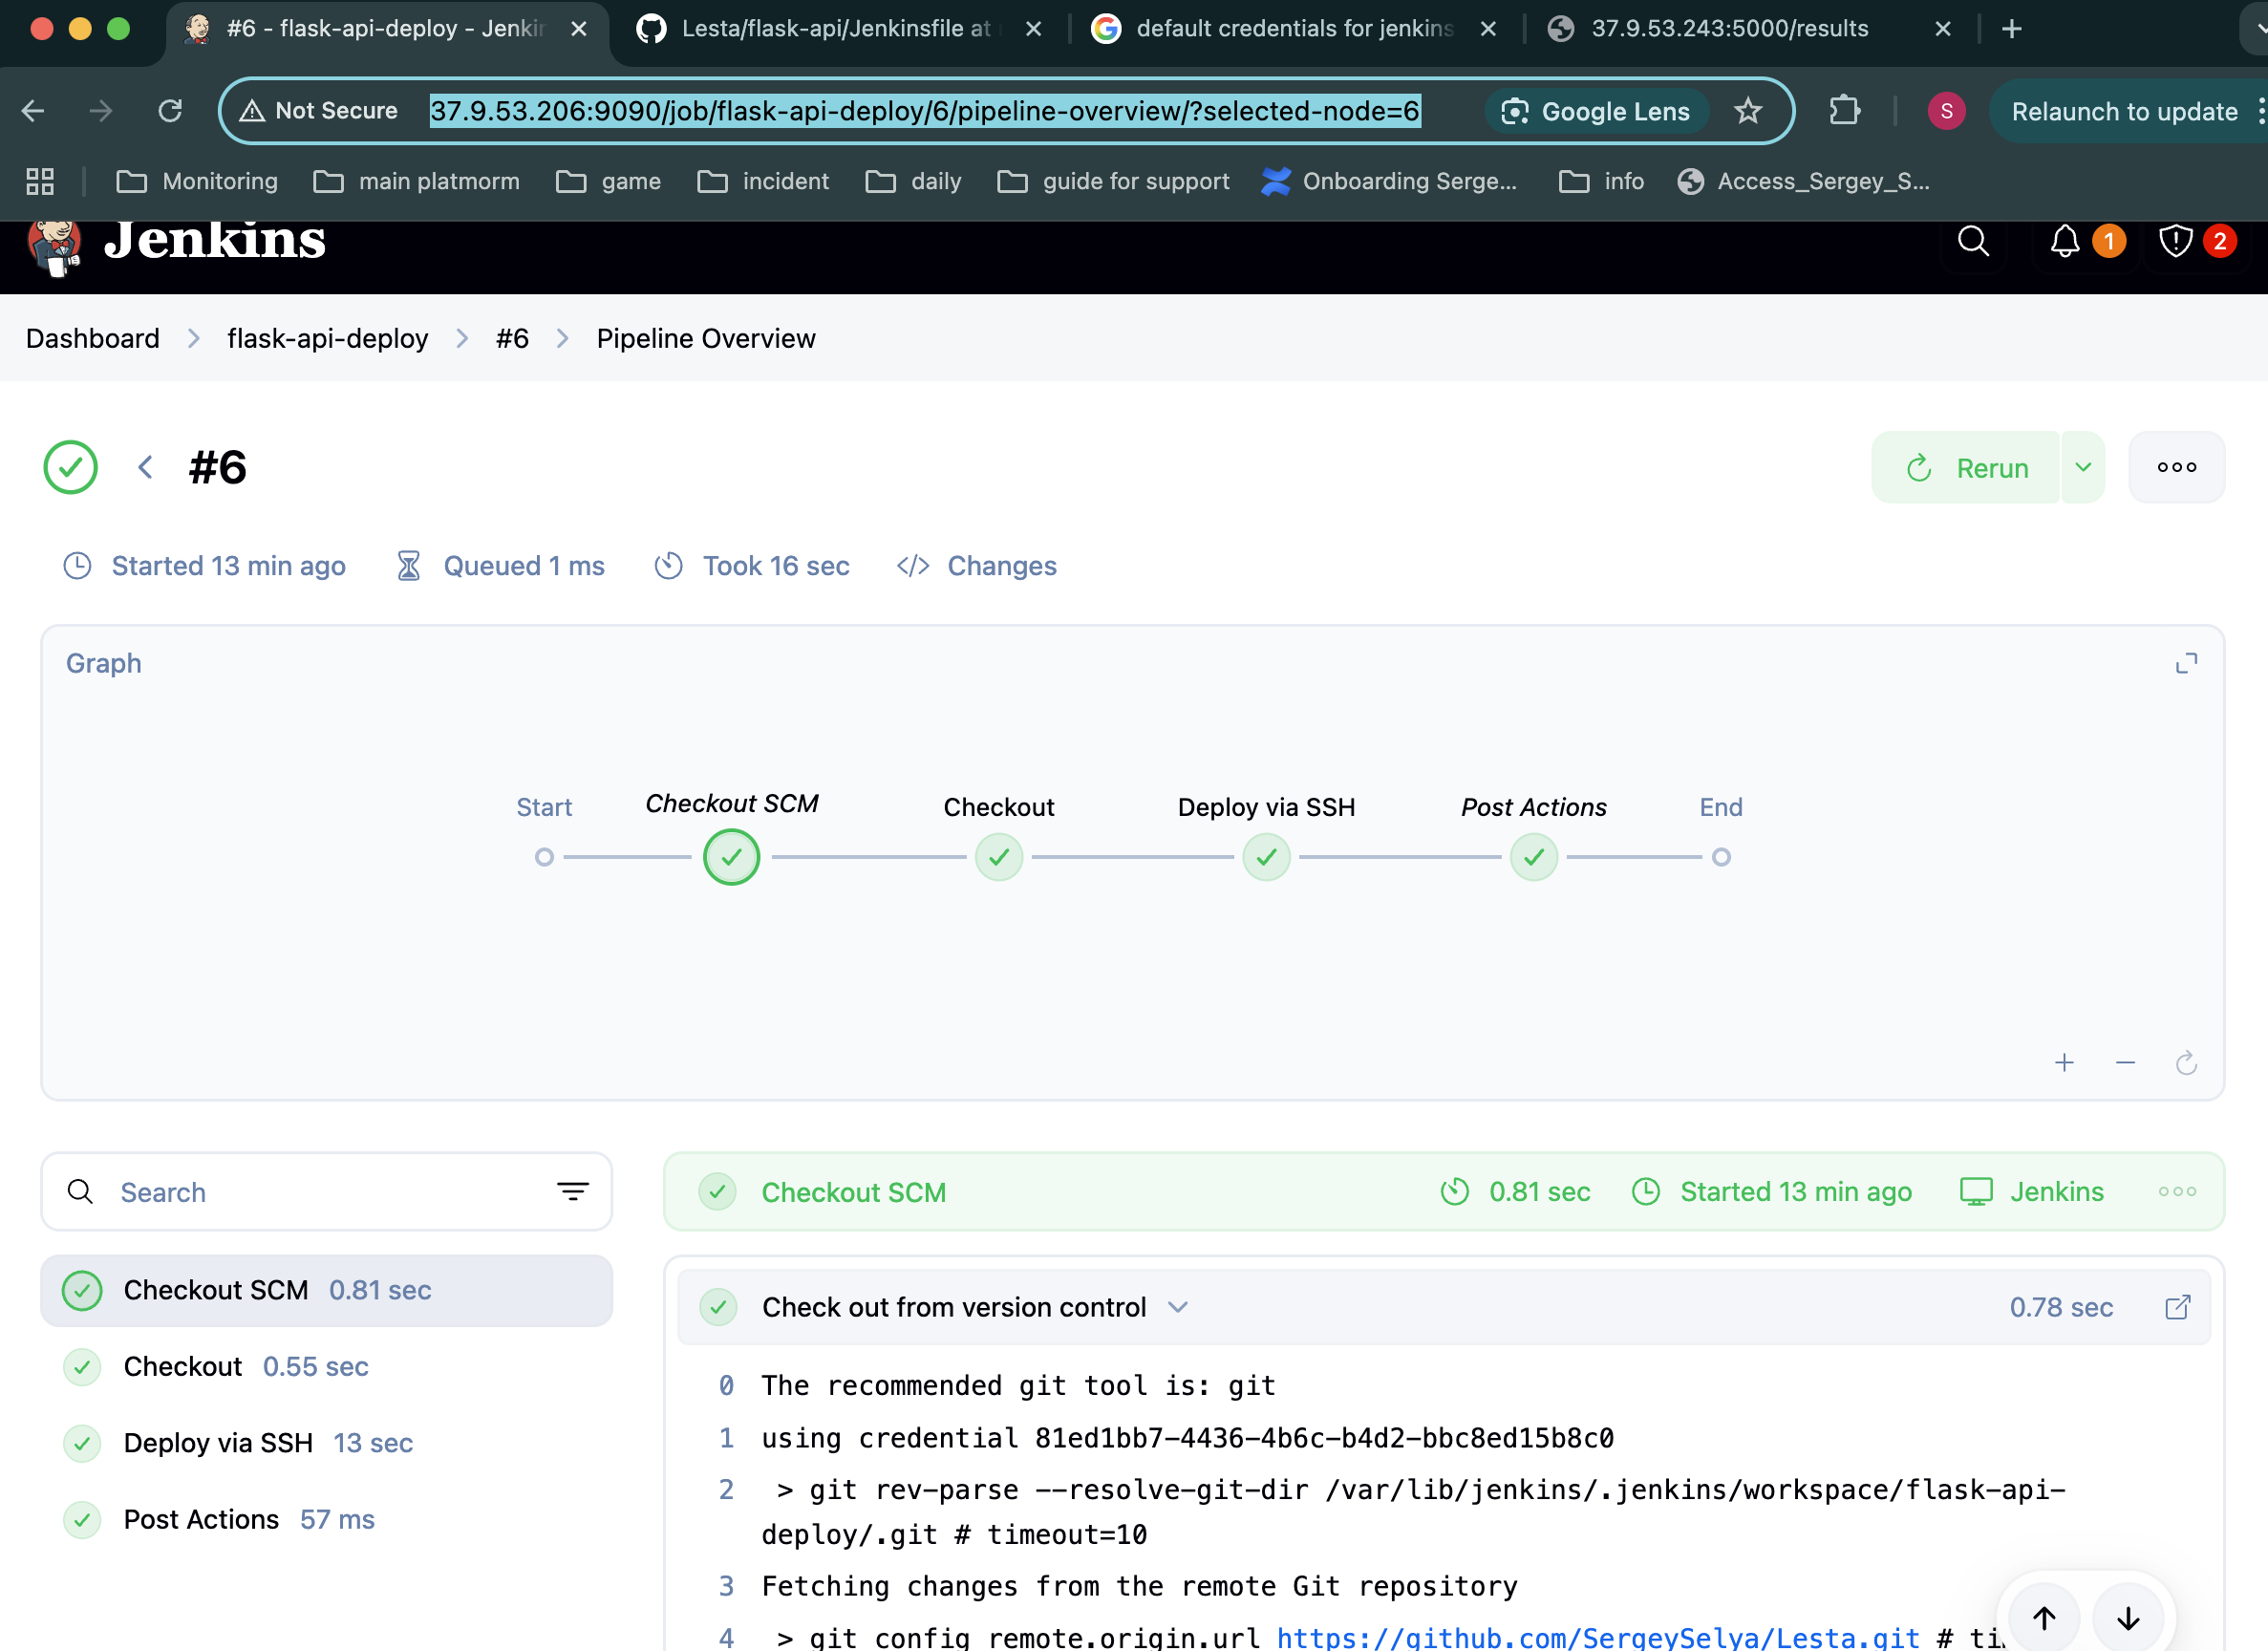 #6 - flask-api-deploy - Jenkin
Lesta/flask-api/Jenkinsfile at
default credentials for jenkins
37.9.53.243:5000/results
Not Secure
37.9.53.206:9090/job/flask-api-deploy/6/pipeline-overview/?selected-node=6
Google Lens
S
Relaunch to update
Monitoring
main platmorm
game
incident
daily
guide for support
Onboarding Serge...
info
Access_Sergey_S...
Jenkins
1
2
Dashboard
flask-api-deploy
#6
Pipeline Overview
#6
Rerun
Started 13 min ago
Queued 1 ms
Took 16 sec
Changes
Graph
Start
Checkout SCM
Checkout
Deploy via SSH
Post Actions
End
Search
Checkout SCM 0.81 sec
Checkout 0.55 sec
Deploy via SSH 13 sec
Post Actions 57 ms
Checkout SCM
0.81 sec
Started 13 min ago
Jenkins
Check out from version control
0.78 sec
0 The recommended git tool is: git
1 using credential 81ed1bb7-4436-4b6c-b4d2-bbc8ed15b8c0
2 > git rev-parse --resolve-git-dir /var/lib/jenkins/.jenkins/workspace/flask-api-
deploy/.git # timeout=10
3 Fetching changes from the remote Git repository
4 > git config remote.origin.url https://github.com/SergeySelya/Lesta.git #